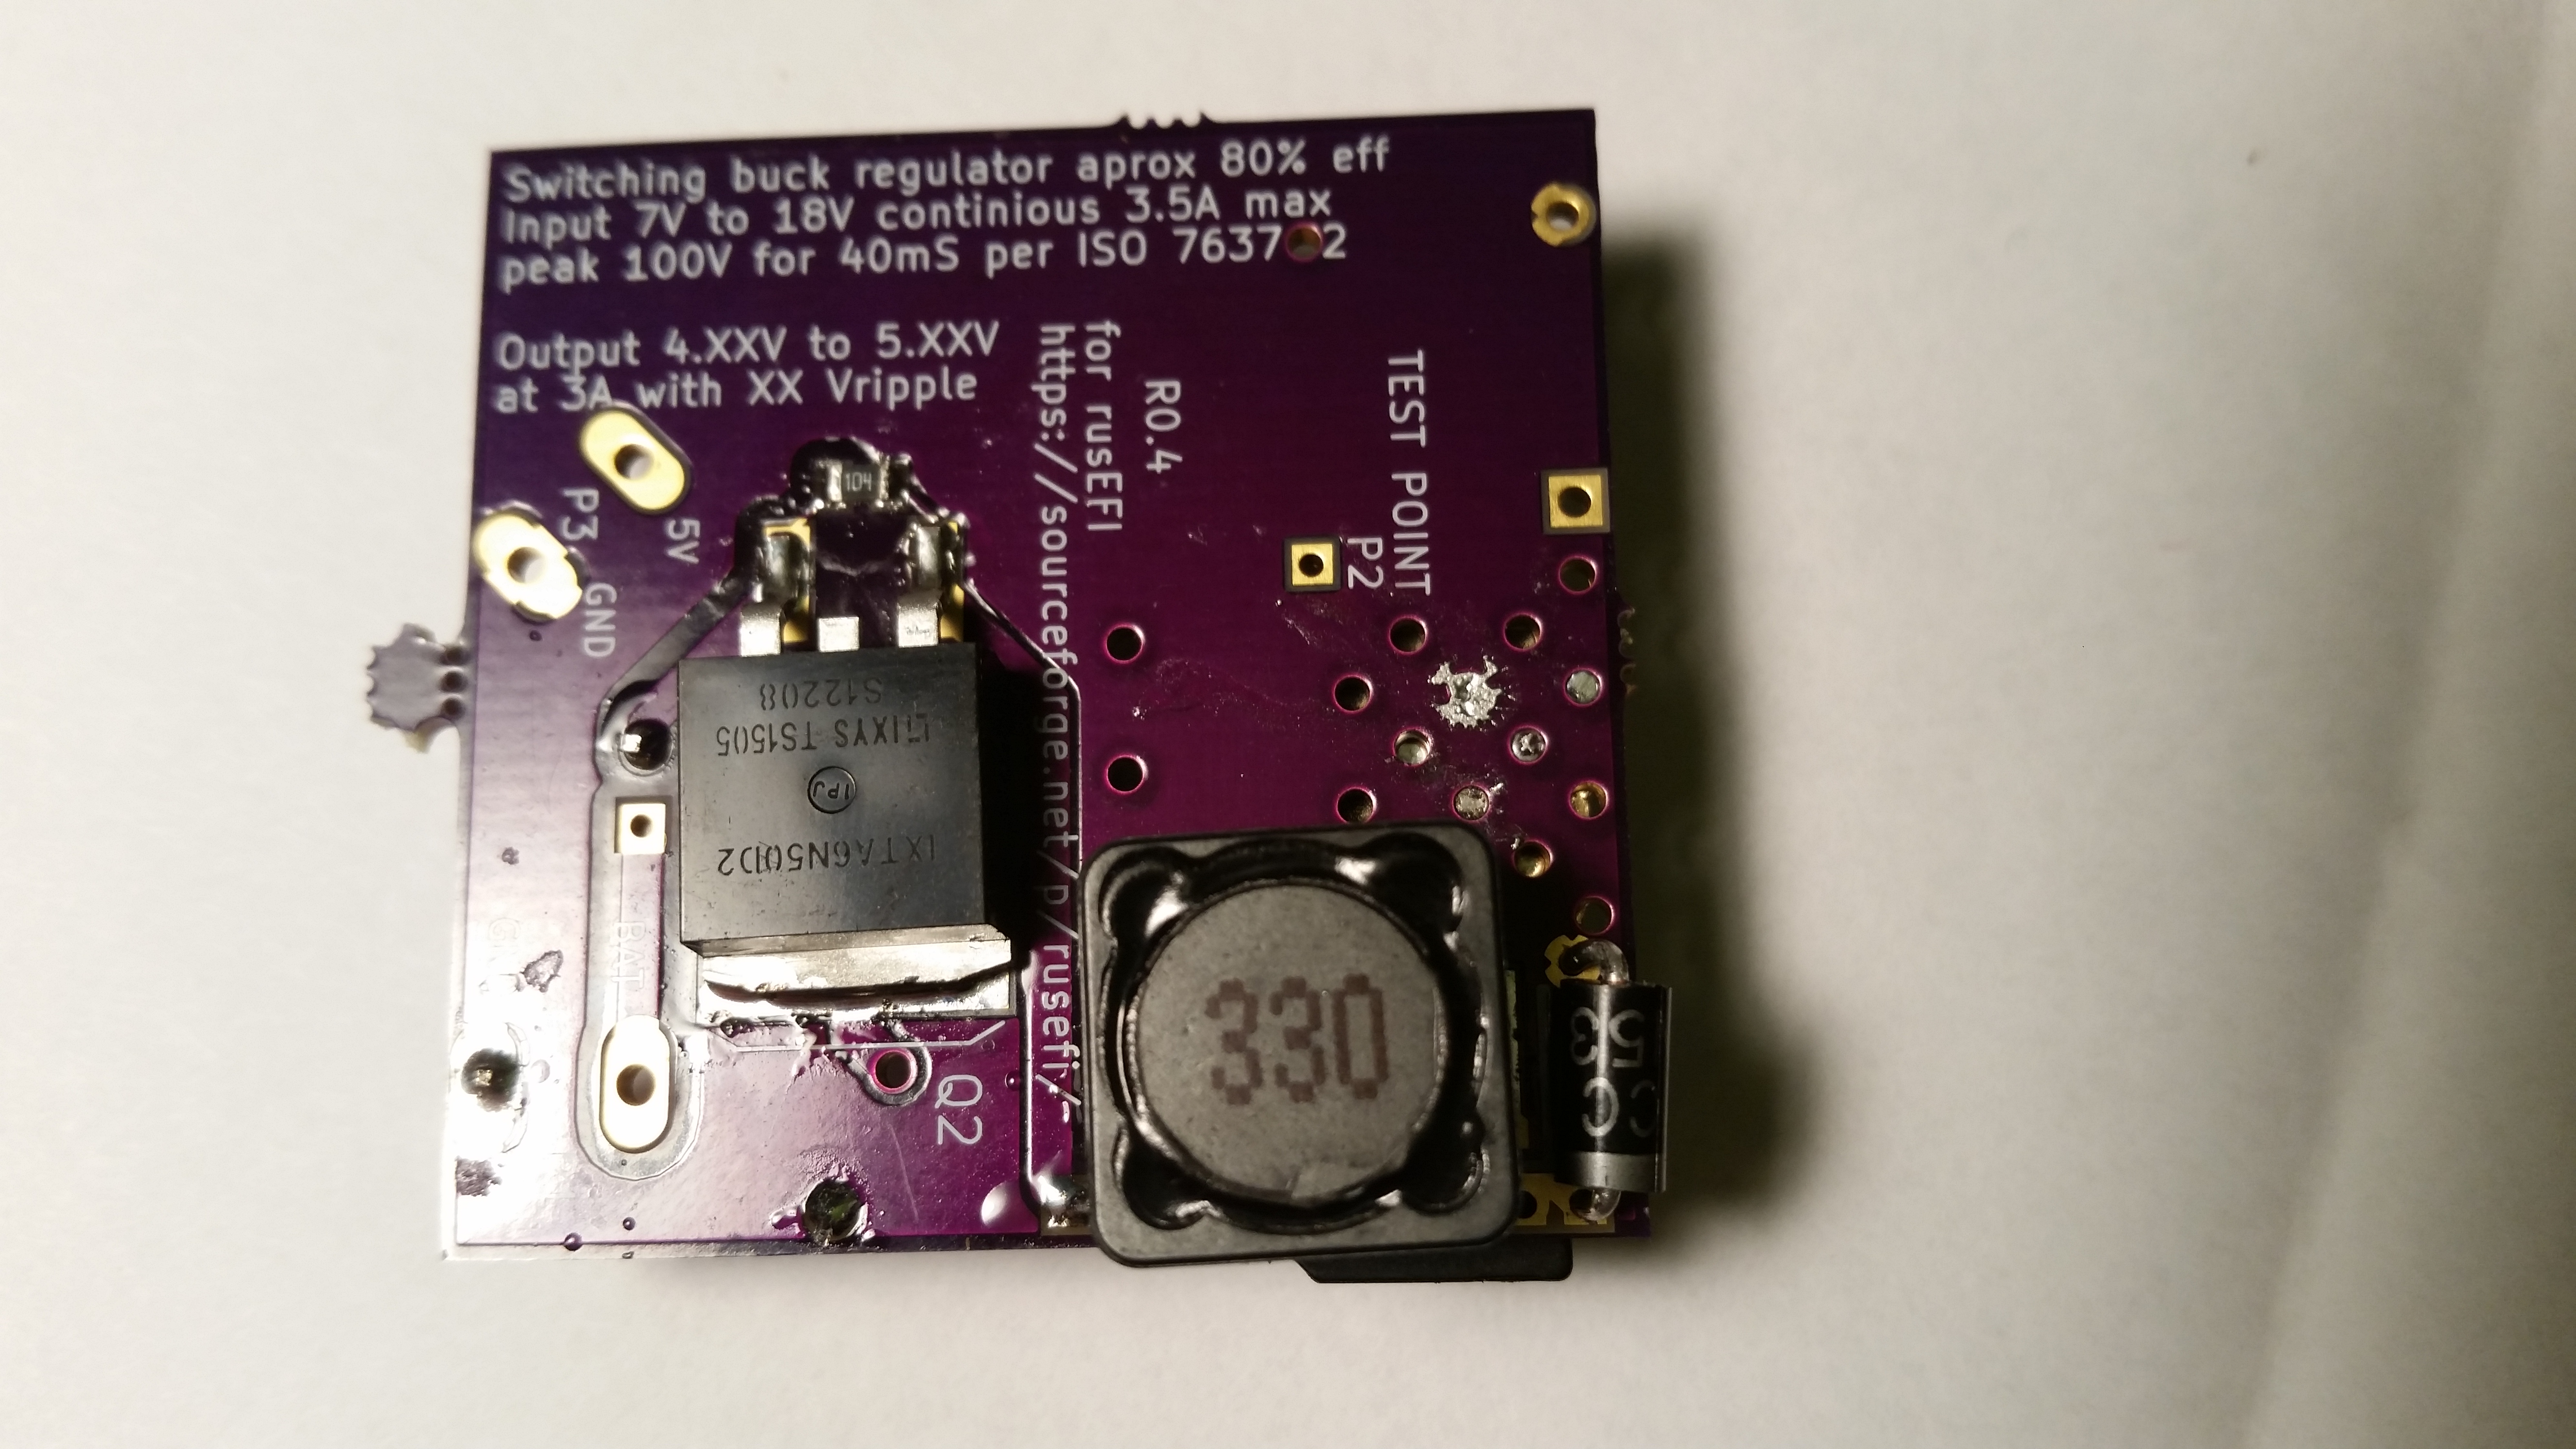 Switching buck regulator aprox 80% eff
Input 7V to 18V continious 3.5A max
peak 100V for 40mS per ISO 7637 2
Output 4.XXV to 5.XXV
at 3A with XX Vripple
for rusEFI
https://sourceforge.net/p/rusefi/
R0.4
TEST POINT
P2
P3
5V
GND
104
IXTA6N50D2
IXYS TS1505
S12208
BAT
Q2
330